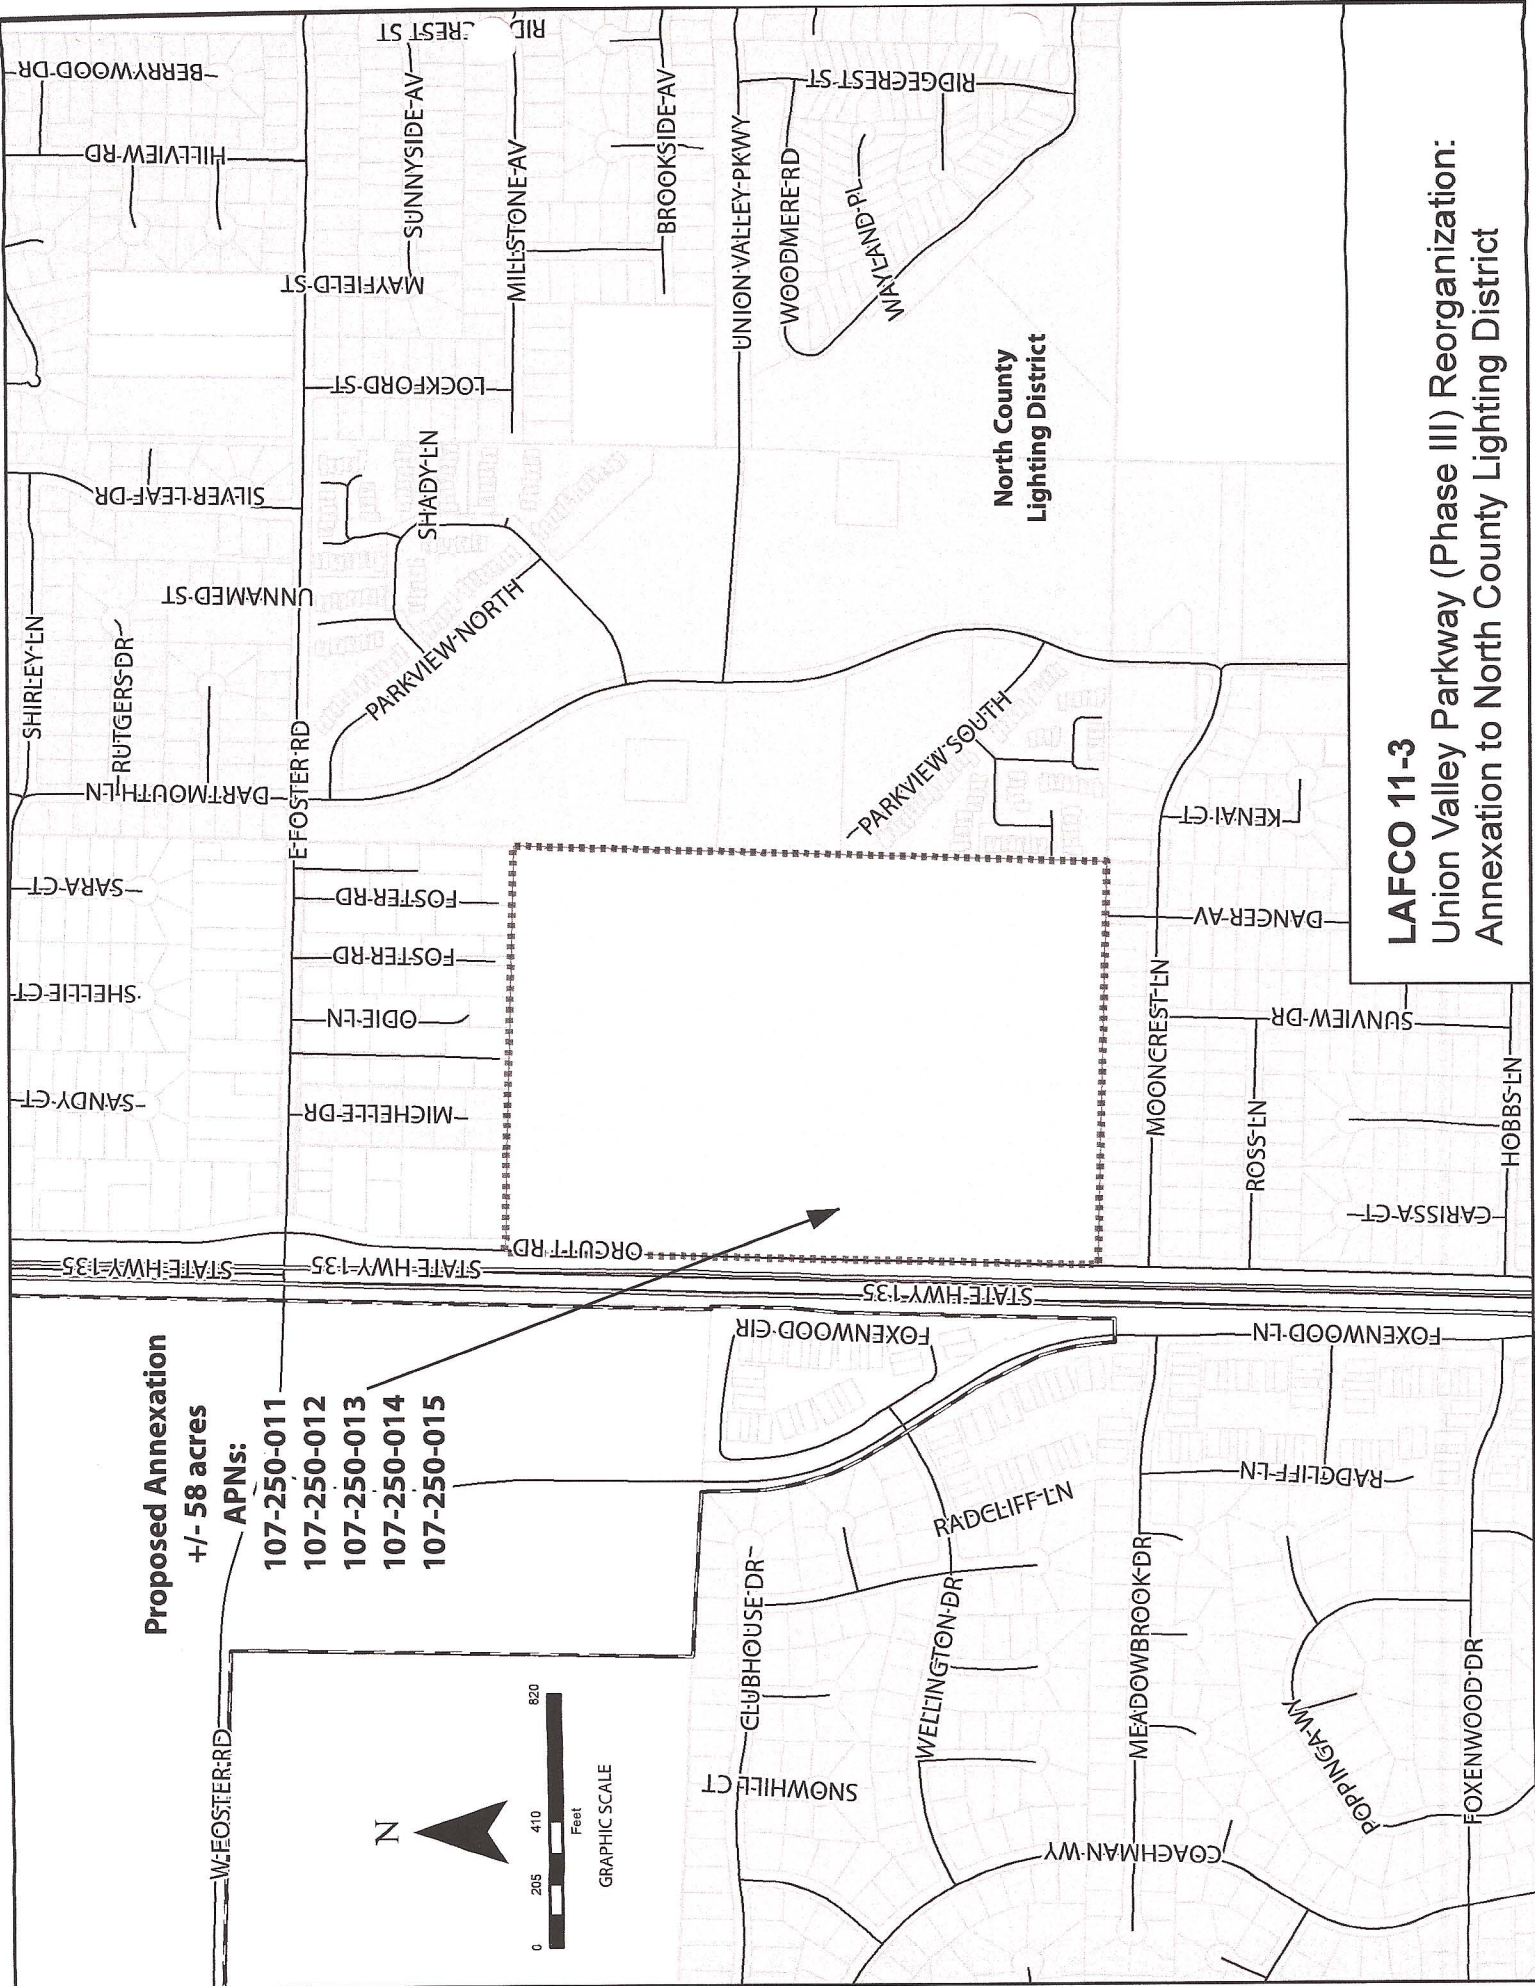 Proposed Annexation
+/- 58 acres
APNs:
107-250-011
107-250-012
107-250-013
107-250-014
107-250-015
N
0 205 410 820
Feet
GRAPHIC SCALE
W FOSTER RD
E FOSTER RD
STATE HWY 135
STATE HWY 135
STATE HWY 135
ORCUTT RD
SANDY CT
SHELLIE CT
SARA CT
SHIRLEY LN
RUTGERS DR
DARTMOUTH LN
UNNAMED ST
SILVER LEAF DR
HILLVIEW RD
BERRYWOOD DR
MICHELLE DR
ODIE LN
FOSTER RD
FOSTER RD
PARKVIEW NORTH
SHADY LN
LOCKFORD ST
MAYFIELD ST
SUNNYSIDE AV
MILLSTONE AV
BROOKSIDE AV
UNION VALLEY PKWY
WOODMERE RD
WAYLAND PL
RIDGECREST ST
North County
Lighting District
PARKVIEW SOUTH
FOXENWOOD CIR
CLUBHOUSE DR
SNOWHILL CT
WELLINGTON DR
RADCLIFF LN
MEADOWBROOK DR
COACHMAN WY
POPPINGA WY
FOXENWOOD DR
RADCLIFF LN
FOXENWOOD LN
MOONCREST LN
ROSS LN
CARISSA CT
HOBBS LN
SUNVIEW DR
DANCER AV
KENAI CT
LAFCO 11-3
Union Valley Parkway (Phase III) Reorganization:
Annexation to North County Lighting District